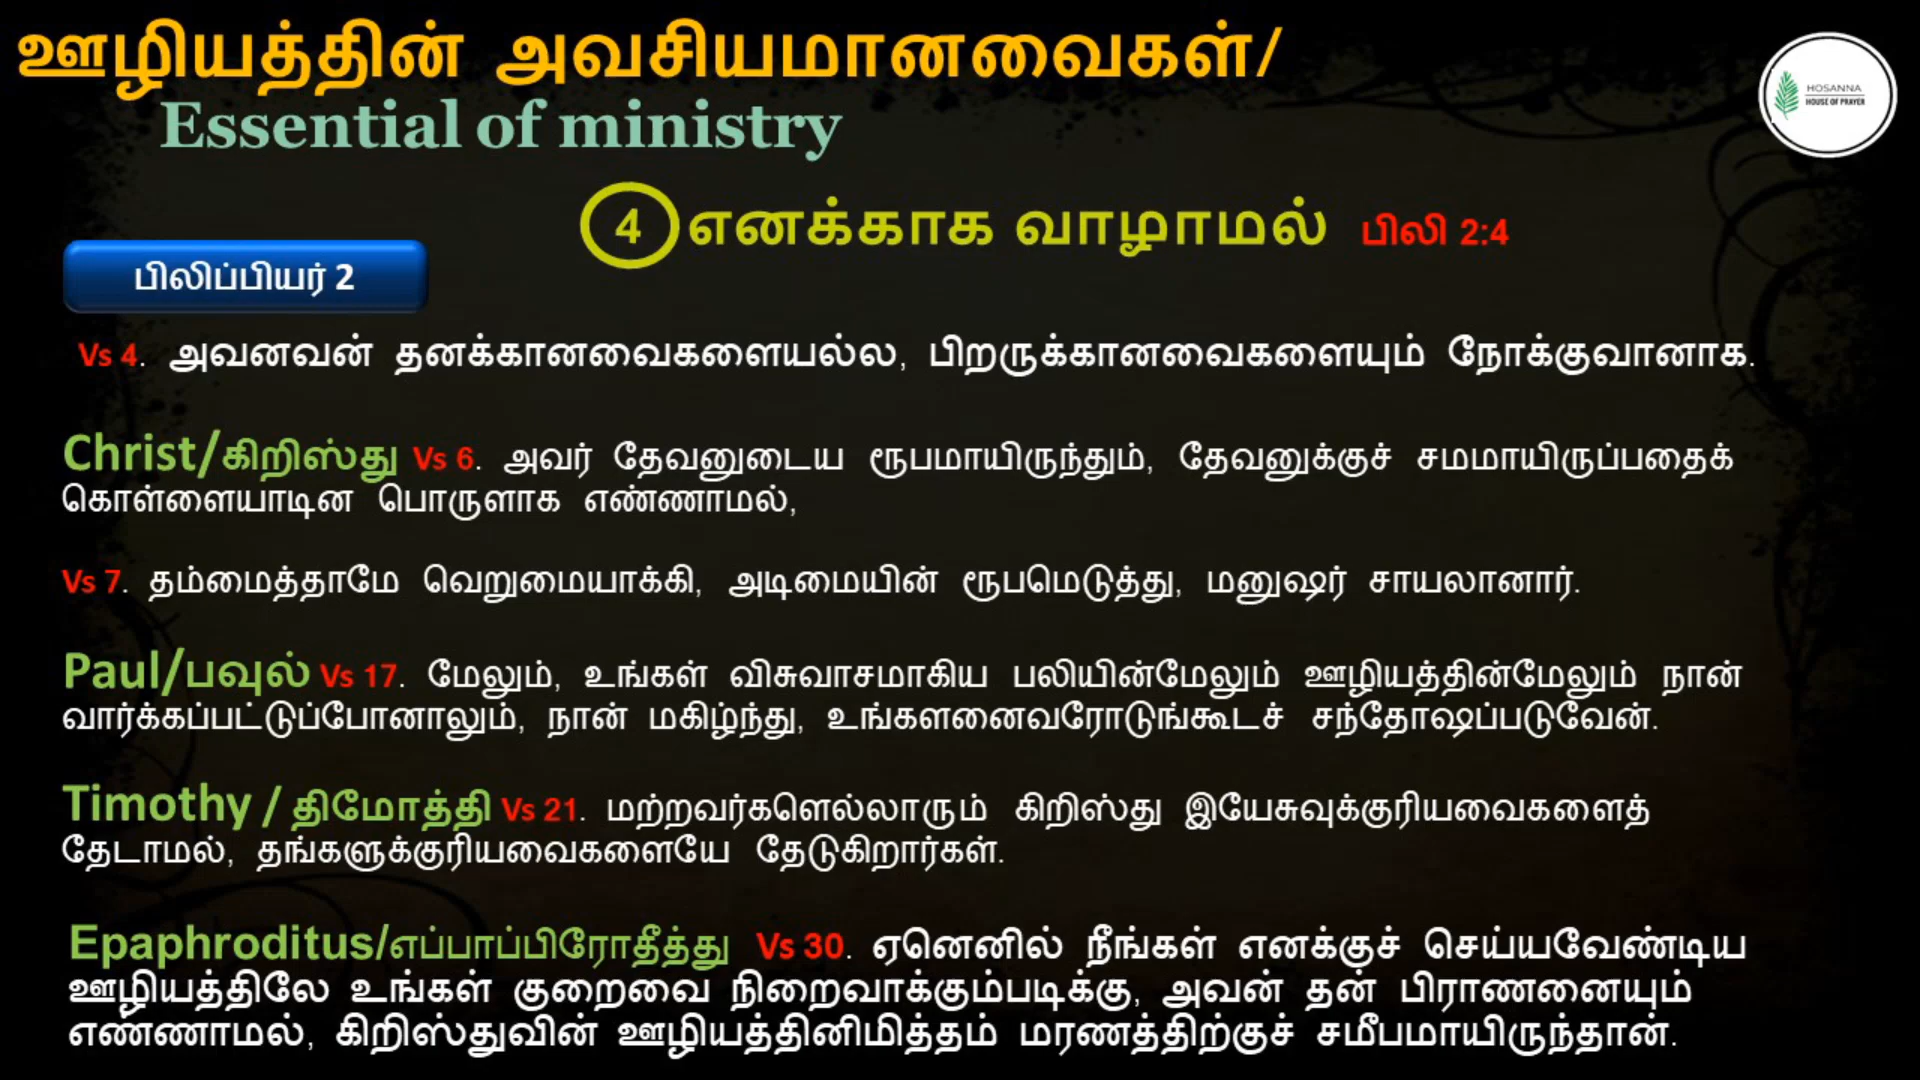 ஊழியத்தின் அவசியமானவைகள்/
Essential of ministry
HOSANNA
HOUSE OF PRAYER
4 எனக்காக வாழாமல் பிலி 2:4
பிலிப்பியர் 2
Vs 4. அவனவன் தனக்கானவைகளையல்ல, பிறருக்கானவைகளையும் நோக்குவானாக.
Christ/கிறிஸ்து Vs 6. அவர் தேவனுடைய ரூபமாயிருந்தும், தேவனுக்குச் சமமாயிருப்பதைக்
கொள்ளையாடின பொருளாக எண்ணாமல்,
Vs 7. தம்மைத்தாமே வெறுமையாக்கி, அடிமையின் ரூபமெடுத்து, மனுஷர் சாயலானார்.
Paul/பவுல் Vs 17. மேலும், உங்கள் விசுவாசமாகிய பலியின்மேலும் ஊழியத்தின்மேலும் நான்
வார்க்கப்பட்டுப்போனாலும், நான் மகிழ்ந்து, உங்களனைவரோடுங்கூடச் சந்தோஷப்படுவேன்.
Timothy / திமோத்தி Vs 21. மற்றவர்களெல்லாரும் கிறிஸ்து இயேசுவுக்குரியவைகளைத்
தேடாமல், தங்களுக்குரியவைகளையே தேடுகிறார்கள்.
Epaphroditus/எப்பாப்பிரோதீத்து Vs 30. ஏனெனில் நீங்கள் எனக்குச் செய்யவேண்டிய
ஊழியத்திலே உங்கள் குறைவை நிறைவாக்கும்படிக்கு, அவன் தன் பிராணனையும்
எண்ணாமல், கிறிஸ்துவின் ஊழியத்தினிமித்தம் மரணத்திற்குச் சமீபமாயிருந்தான்.